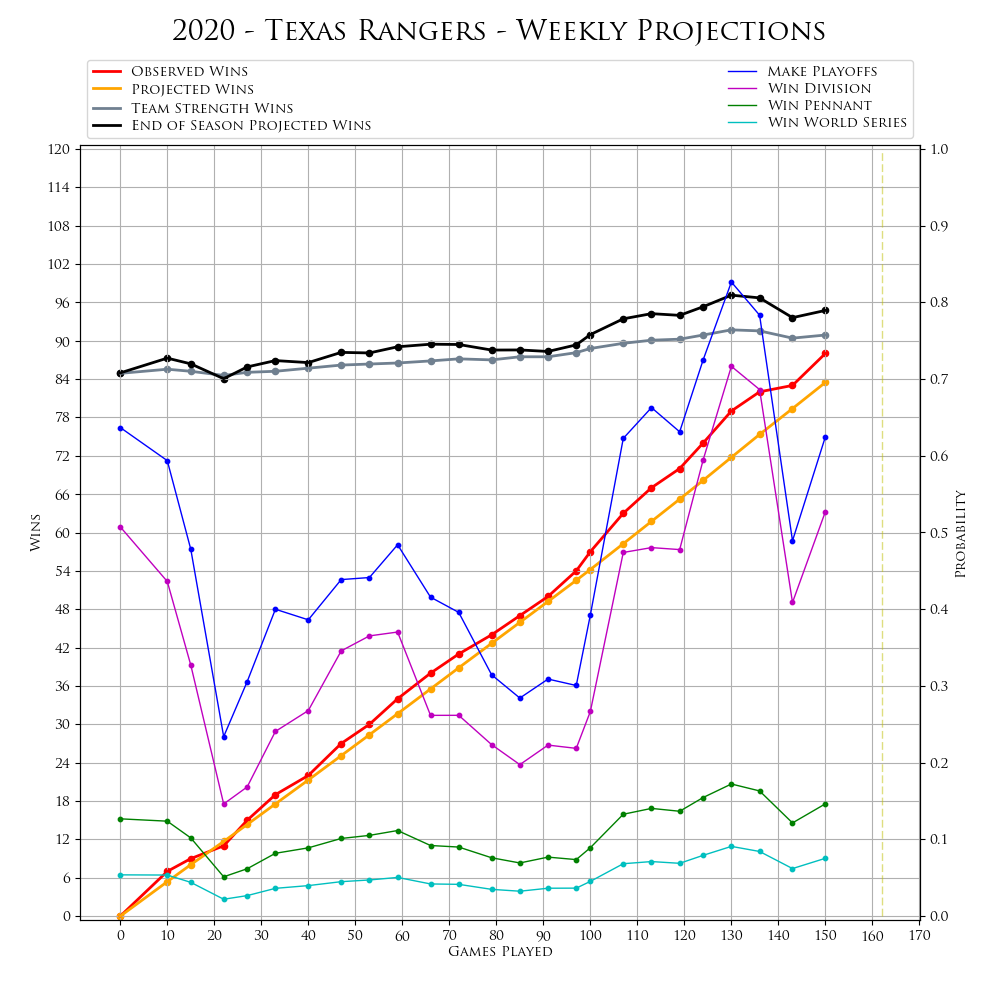 2020 - Texas Rangers - Weekly Projections
Observed Wins
Projected Wins
Team Strength Wins
End of Season Projected Wins
Make Playoffs
Win Division
Win Pennant
Win World Series
120
114
108
102
96
90
84
78
72
66
60
54
48
42
36
30
24
18
12
6
0
Wins
1.0
0.9
0.8
0.7
0.6
0.5
0.4
0.3
0.2
0.1
0.0
Probability
0 10 20 30 40 50 60 70 80 90 100 110 120 130 140 150 160 170
Games Played